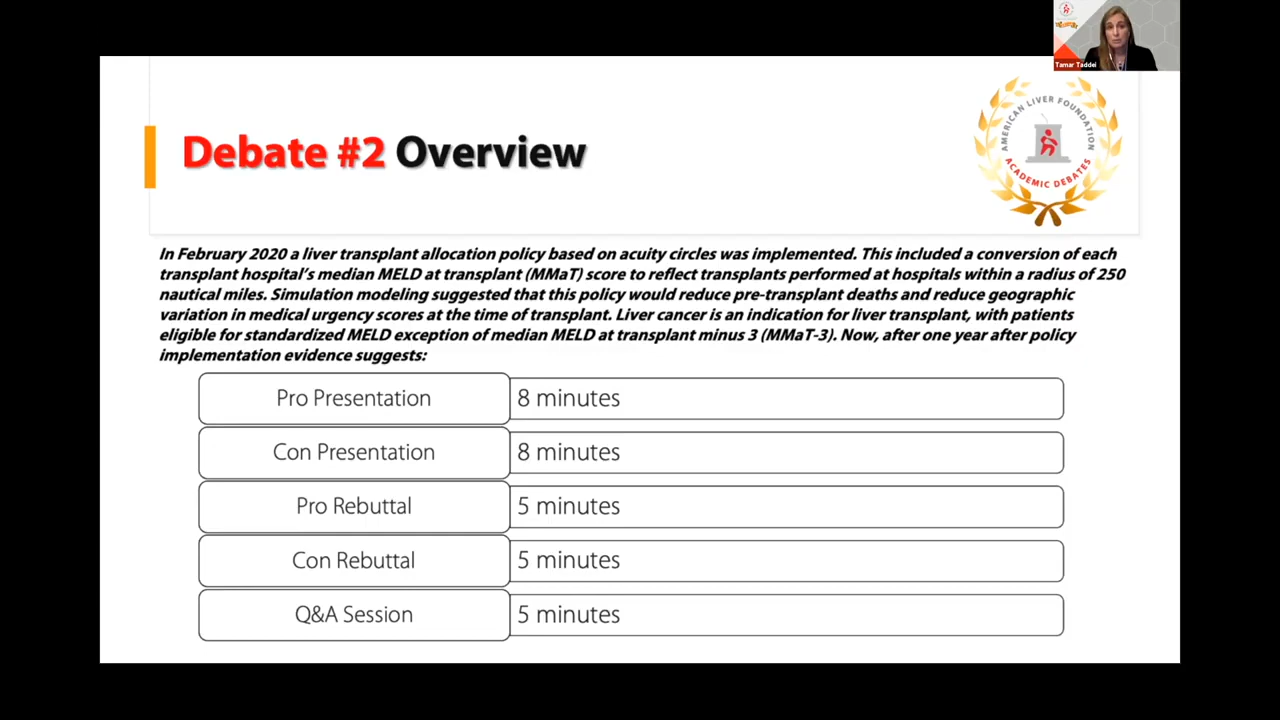 Tamar Taddei
AMERICAN LIVER FOUNDATION
ACADEMIC DEBATES
Debate #2 Overview
In February 2020 a liver transplant allocation policy based on acuity circles was implemented. This included a conversion of each
transplant hospital's median MELD at transplant (MMaT) score to reflect transplants performed at hospitals within a radius of 250
nautical miles. Simulation modeling suggested that this policy would reduce pre-transplant deaths and reduce geographic
variation in medical urgency scores at the time of transplant. Liver cancer is an indication for liver transplant, with patients
eligible for standardized MELD exception of median MELD at transplant minus 3 (MMaT-3). Now, after one year after policy
implementation evidence suggests:
Pro Presentation 8 minutes
Con Presentation 8 minutes
Pro Rebuttal 5 minutes
Con Rebuttal 5 minutes
Q&A Session 5 minutes